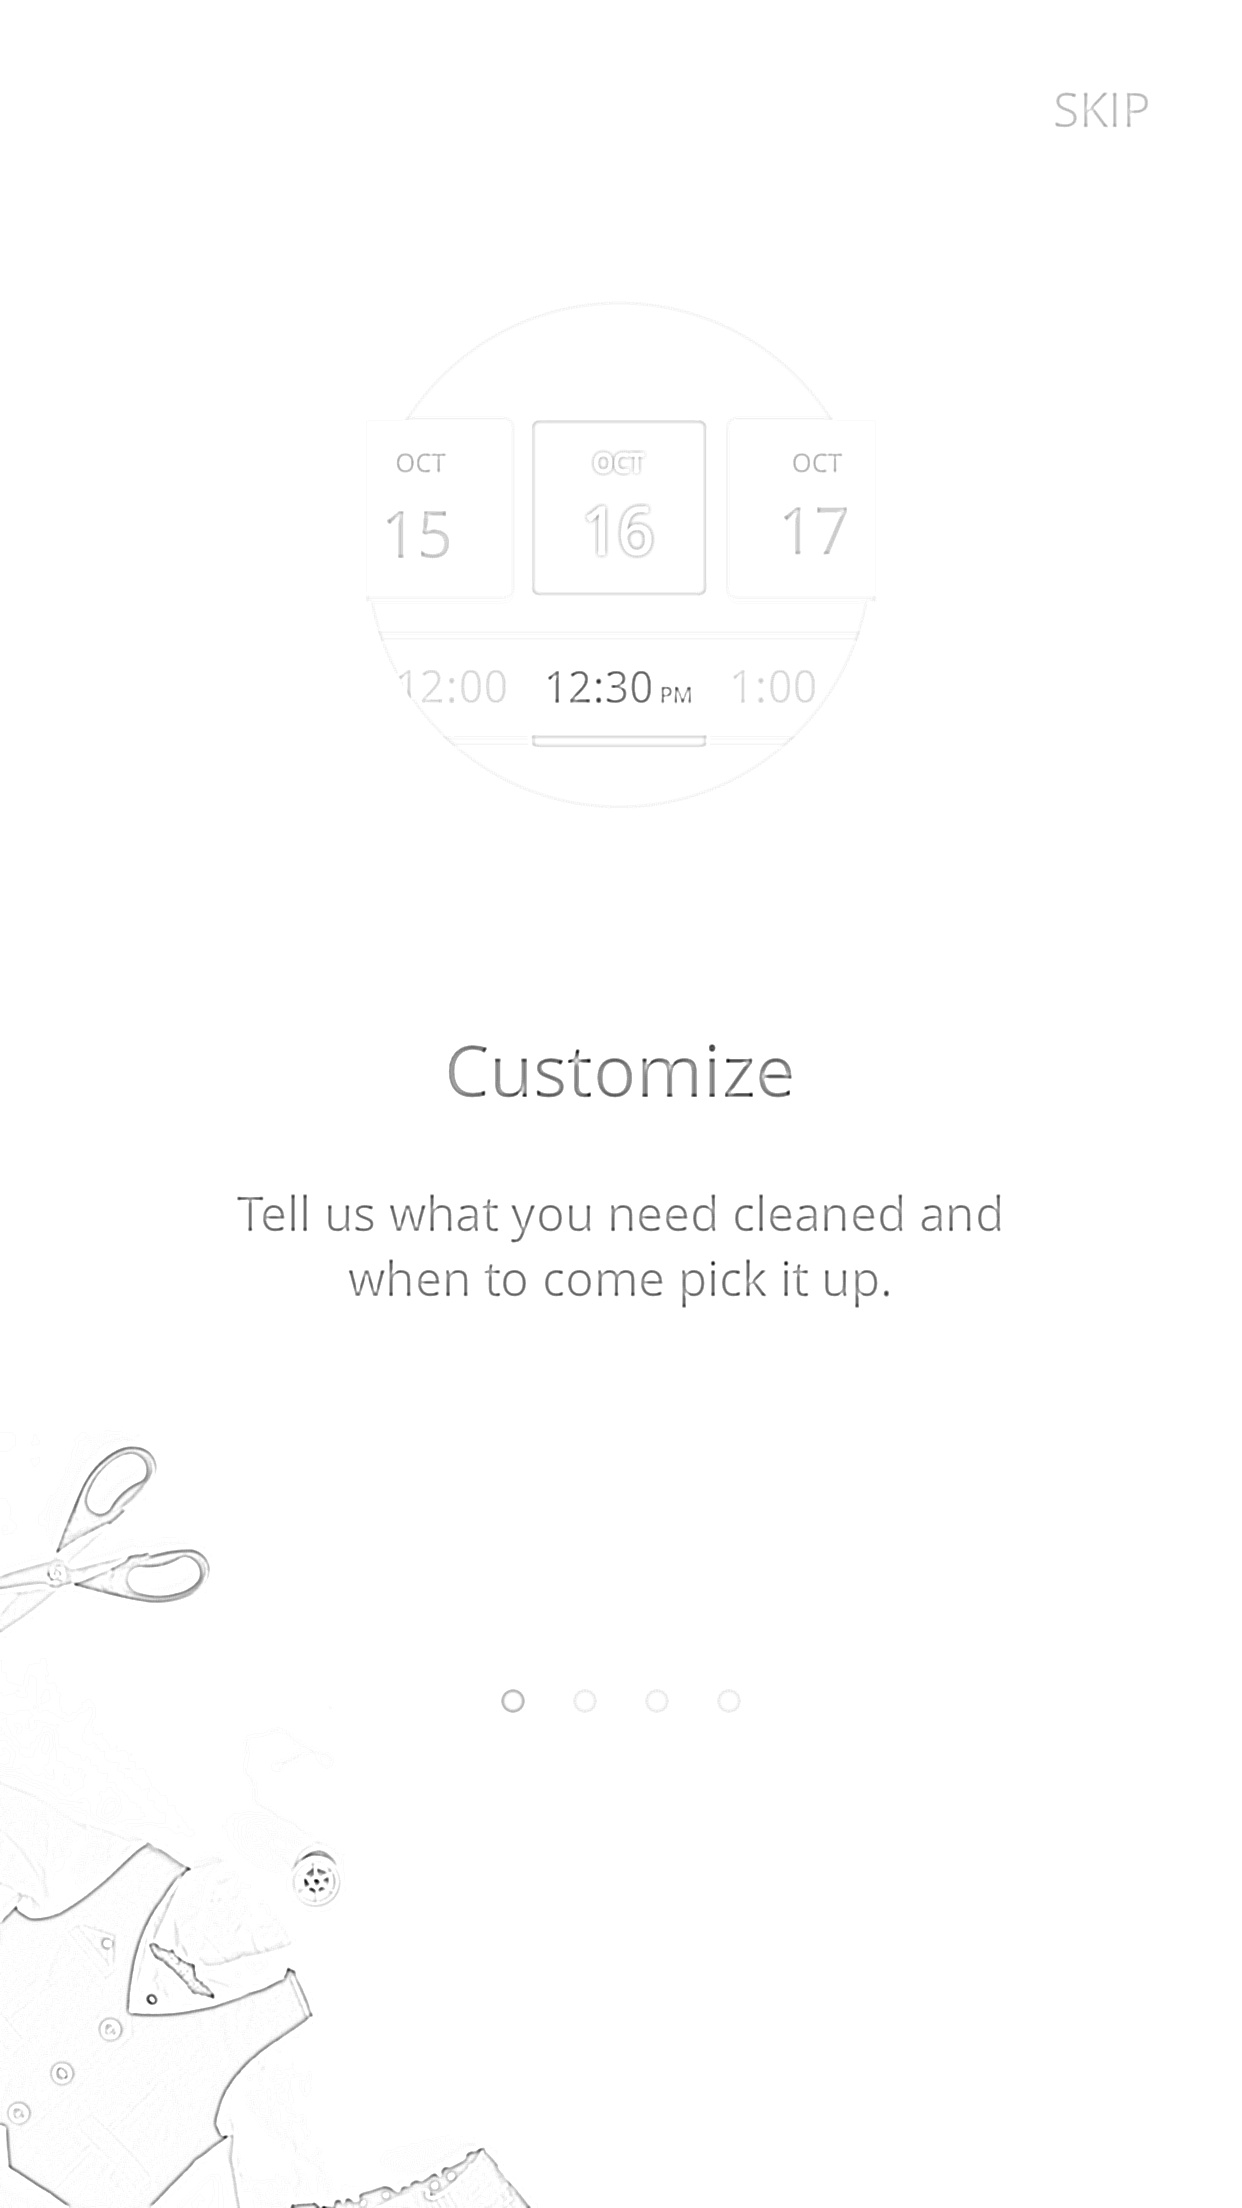 SKIP
OCT OCT OCT
15 16 17
12:00 12:30 PM 1:00
Customize
Tell us what you need cleaned and
when to come pick it up.